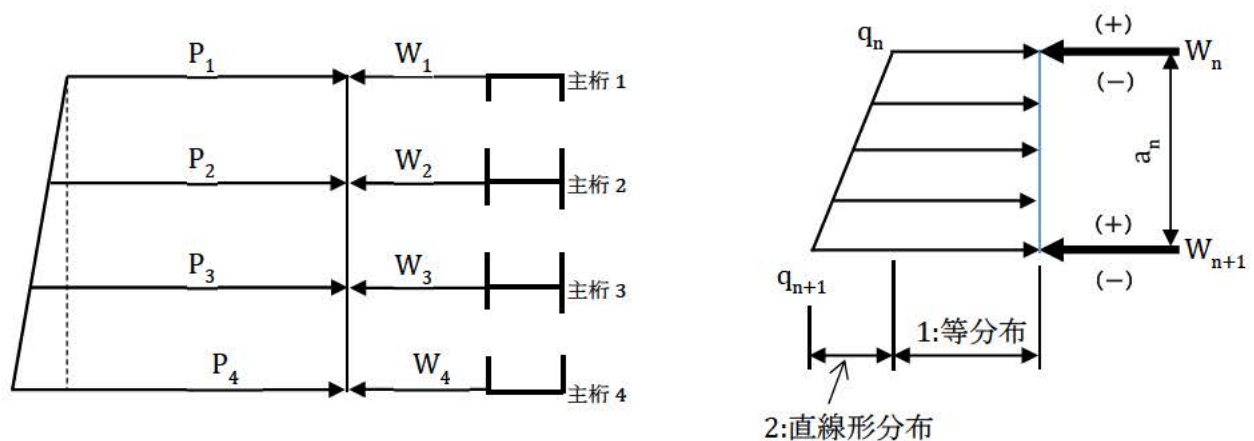 P₁
W₁
主桁 1
P₂
W₂
主桁 2
P₃
W₃
主桁 3
P₄
W₄
主桁 4
qₙ
(+)
Wₙ
(−)
aₙ
(+)
Wₙ₊₁
(−)
qₙ₊₁
1:等分布
2:直線形分布